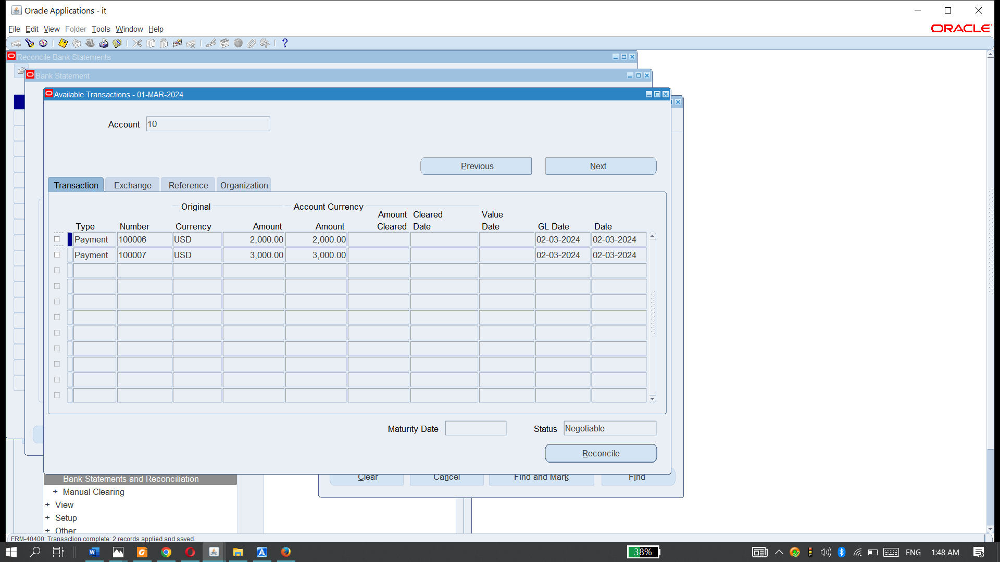 Oracle Applications - it
File Edit View Folder Tools Window Help
ORACLE
Reconcile Bank Statements
Bank Statement
Available Transactions - 01-MAR-2024
Account 10
Previous Next
Transaction Exchange Reference Organization
Original Account Currency
Amount Cleared Value
Type Number Currency Amount Amount Cleared Date Date GL Date Date
Payment 100006 USD 2,000.00 2,000.00 02-03-2024 02-03-2024
Payment 100007 USD 3,000.00 3,000.00 02-03-2024 02-03-2024
Maturity Date Status Negotiable
Reconcile
Clear Cancel Find and Mark Find
Bank Statements and Reconciliation
+ Manual Clearing
+ View
+ Setup
+ Other
FRM-40400: Transaction complete: 2 records applied and saved.
38% ENG 1:48 AM